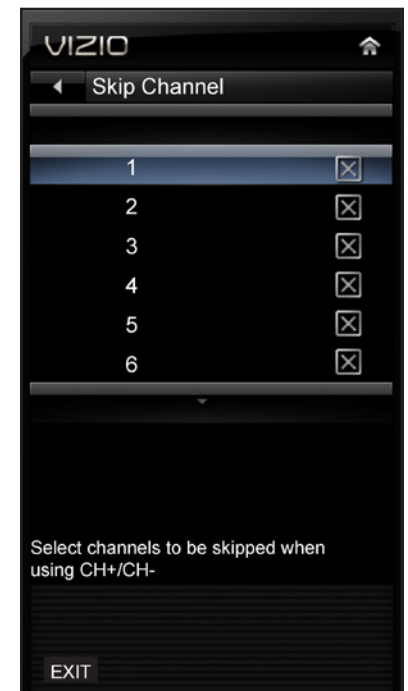 VIZIO
Skip Channel
1
2
3
4
5
6
Select channels to be skipped when
using CH+/CH-
EXIT